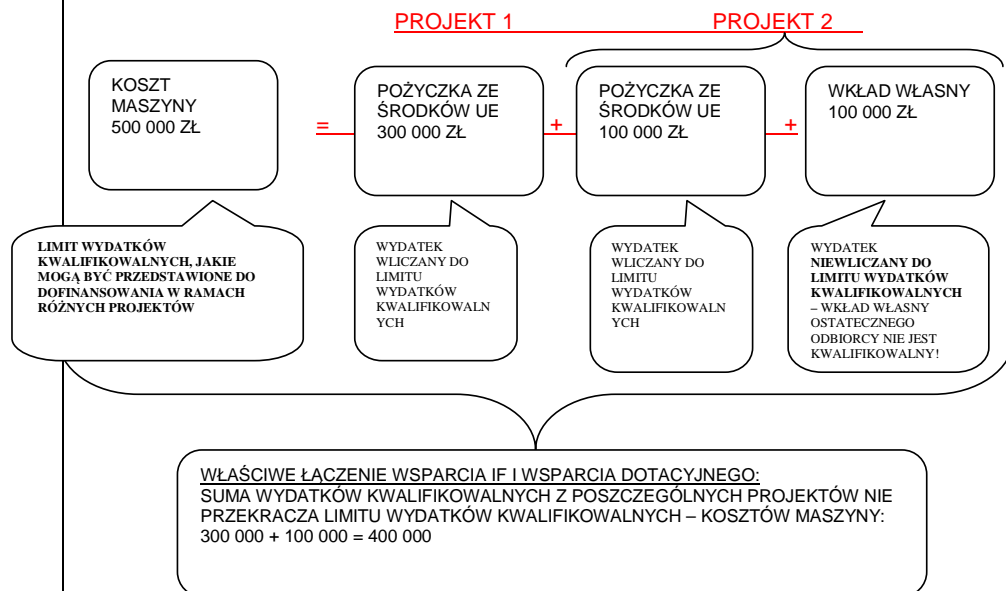 PROJEKT 1 PROJEKT 2
KOSZT
MASZYNY
500 000 ZŁ
=
POŻYCZKA ZE
ŚRODKÓW UE
300 000 ZŁ
+
POŻYCZKA ZE
ŚRODKÓW UE
100 000 ZŁ
+
WKŁAD WŁASNY
100 000 ZŁ
LIMIT WYDATKÓW
KWALIFIKOWALNYCH, JAKIE
MOGĄ BYĆ PRZEDSTAWIONE DO
DOFINANSOWANIA W RAMACH
RÓŻNYCH PROJEKTÓW
WYDATEK
WLICZANY DO
LIMITU
WYDATKÓW
KWALIFIKOWALN
YCH
WYDATEK
WLICZANY DO
LIMITU
WYDATKÓW
KWALIFIKOWALN
YCH
WYDATEK
NIEWLICZANY DO
LIMITU WYDATKÓW
KWALIFIKOWALNYCH
– WKŁAD WŁASNY
OSTATECZNEGO
ODBIORCY NIE JEST
KWALIFIKOWALNY!
WŁAŚCIWE ŁĄCZENIE WSPARCIA IF I WSPARCIA DOTACYJNEGO:
SUMA WYDATKÓW KWALIFIKOWALNYCH Z POSZCZEGÓLNYCH PROJEKTÓW NIE
PRZEKRACZA LIMITU WYDATKÓW KWALIFIKOWALNYCH – KOSZTÓW MASZYNY:
300 000 + 100 000 = 400 000